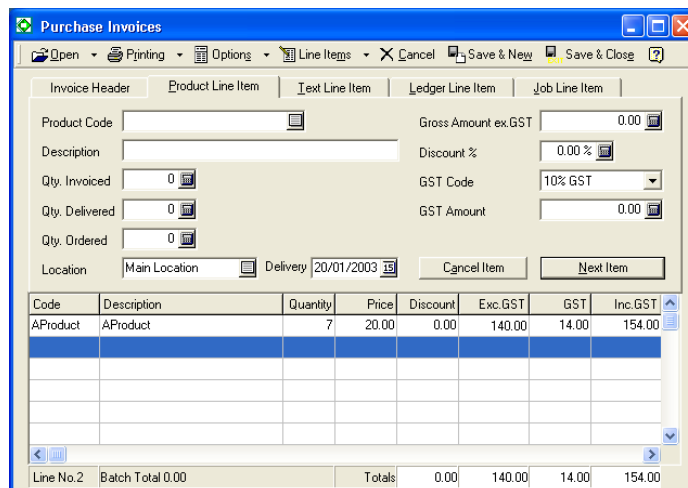 Purchase Invoices
Open Printing Options Line Items Cancel Save & New Save & Close
Invoice Header Product Line Item Text Line Item Ledger Line Item Job Line Item
Product Code Gross Amount ex.GST 0.00
Description Discount % 0.00 %
Qty. Invoiced 0 GST Code 10% GST
Qty. Delivered 0 GST Amount 0.00
Qty. Ordered 0
Location Main Location Delivery 20/01/2003 15 Cancel Item Next Item
Code Description Quantity Price Discount Exc.GST GST Inc.GST
AProduct AProduct 7 20.00 0.00 140.00 14.00 154.00
Line No.2 Batch Total 0.00 Totals 0.00 140.00 14.00 154.00